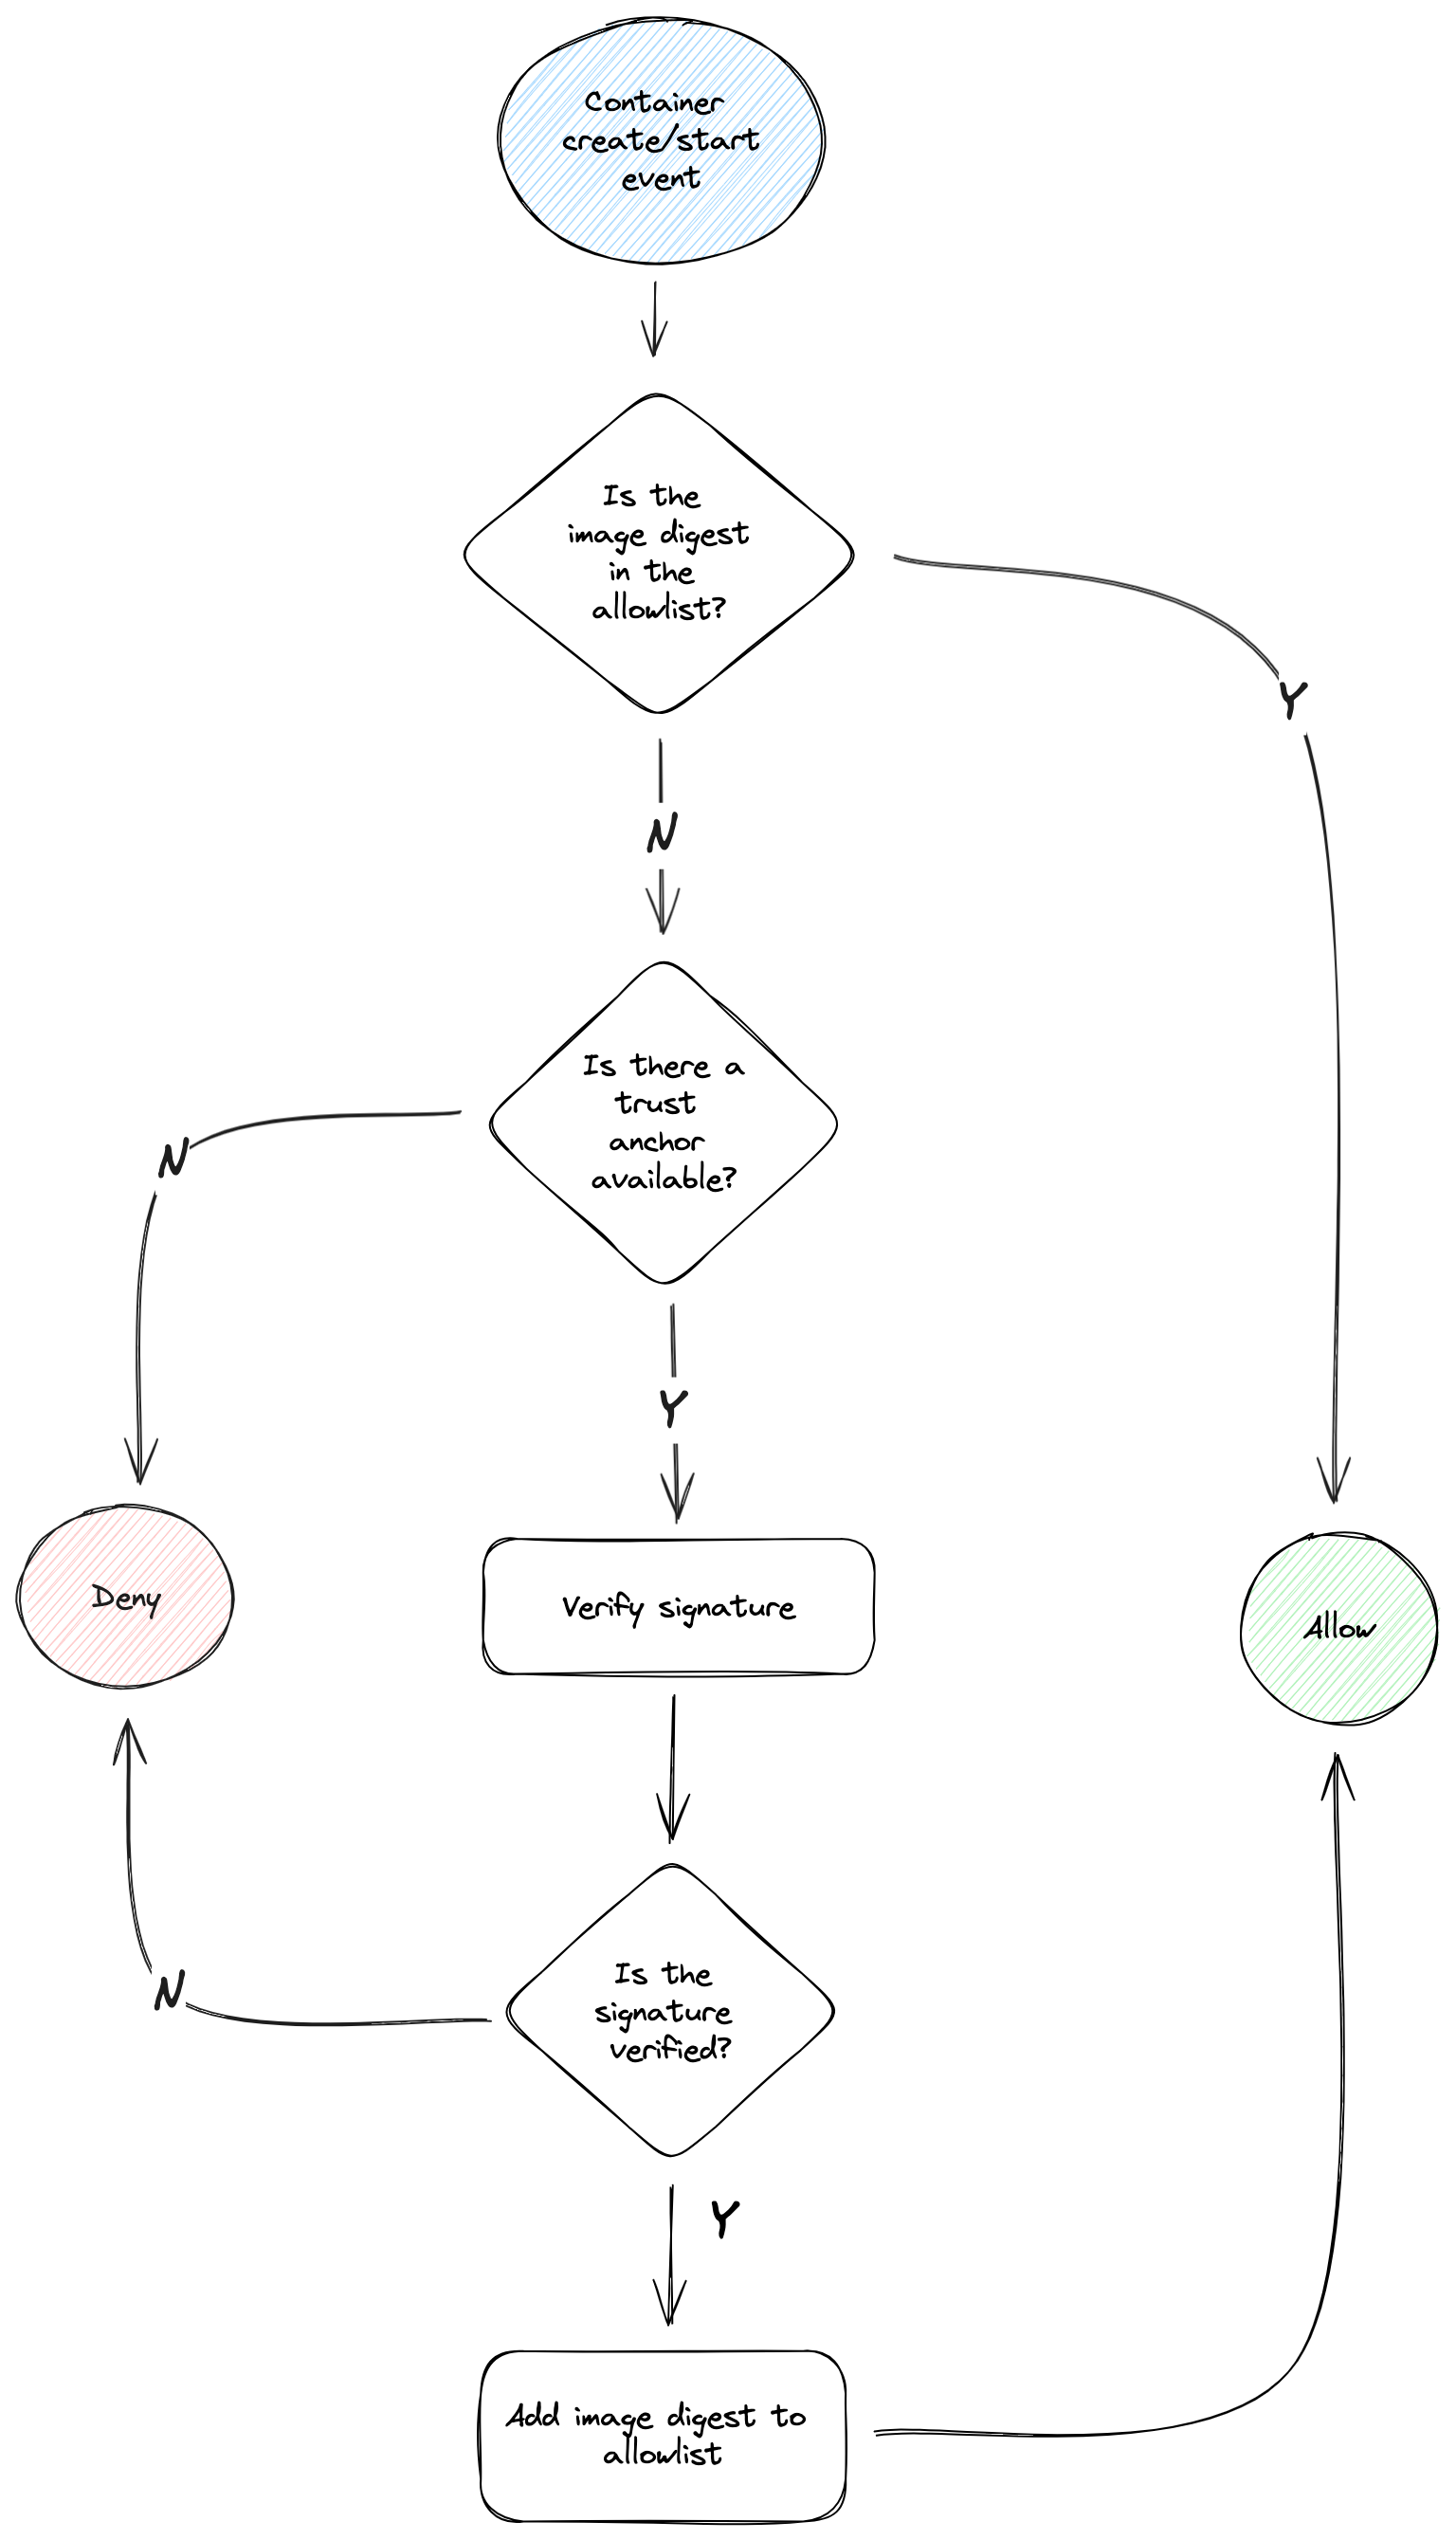 Container
create/start
event
Is the
image digest
in the
allowlist?
Y
N
Is there a
trust
anchor
available?
N
Y
Deny
Verify signature
Allow
Is the
signature
verified?
N
Y
Add image digest to
allowlist